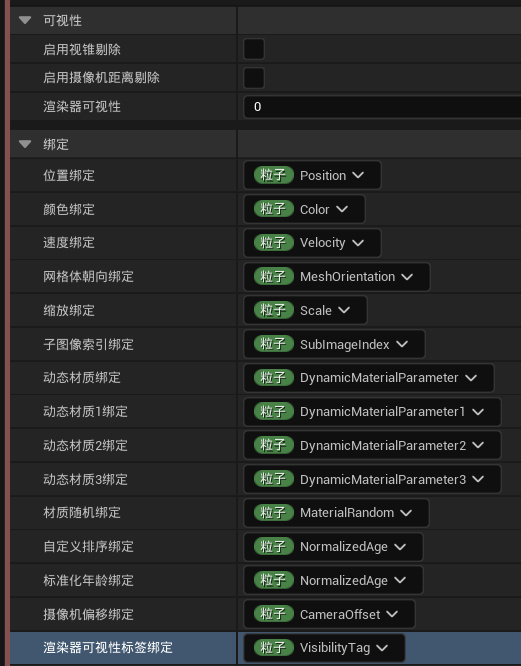 可视性
启用视锥剔除
启用摄像机距离剔除
渲染器可视性 0
绑定
位置绑定 粒子 Position
颜色绑定 粒子 Color
速度绑定 粒子 Velocity
网格体朝向绑定 粒子 MeshOrientation
缩放绑定 粒子 Scale
子图像索引绑定 粒子 SubImageIndex
动态材质绑定 粒子 DynamicMaterialParameter
动态材质1绑定 粒子 DynamicMaterialParameter1
动态材质2绑定 粒子 DynamicMaterialParameter2
动态材质3绑定 粒子 DynamicMaterialParameter3
材质随机绑定 粒子 MaterialRandom
自定义排序绑定 粒子 NormalizedAge
标准化年龄绑定 粒子 NormalizedAge
摄像机偏移绑定 粒子 CameraOffset
渲染器可视性标签绑定 粒子 VisibilityTag